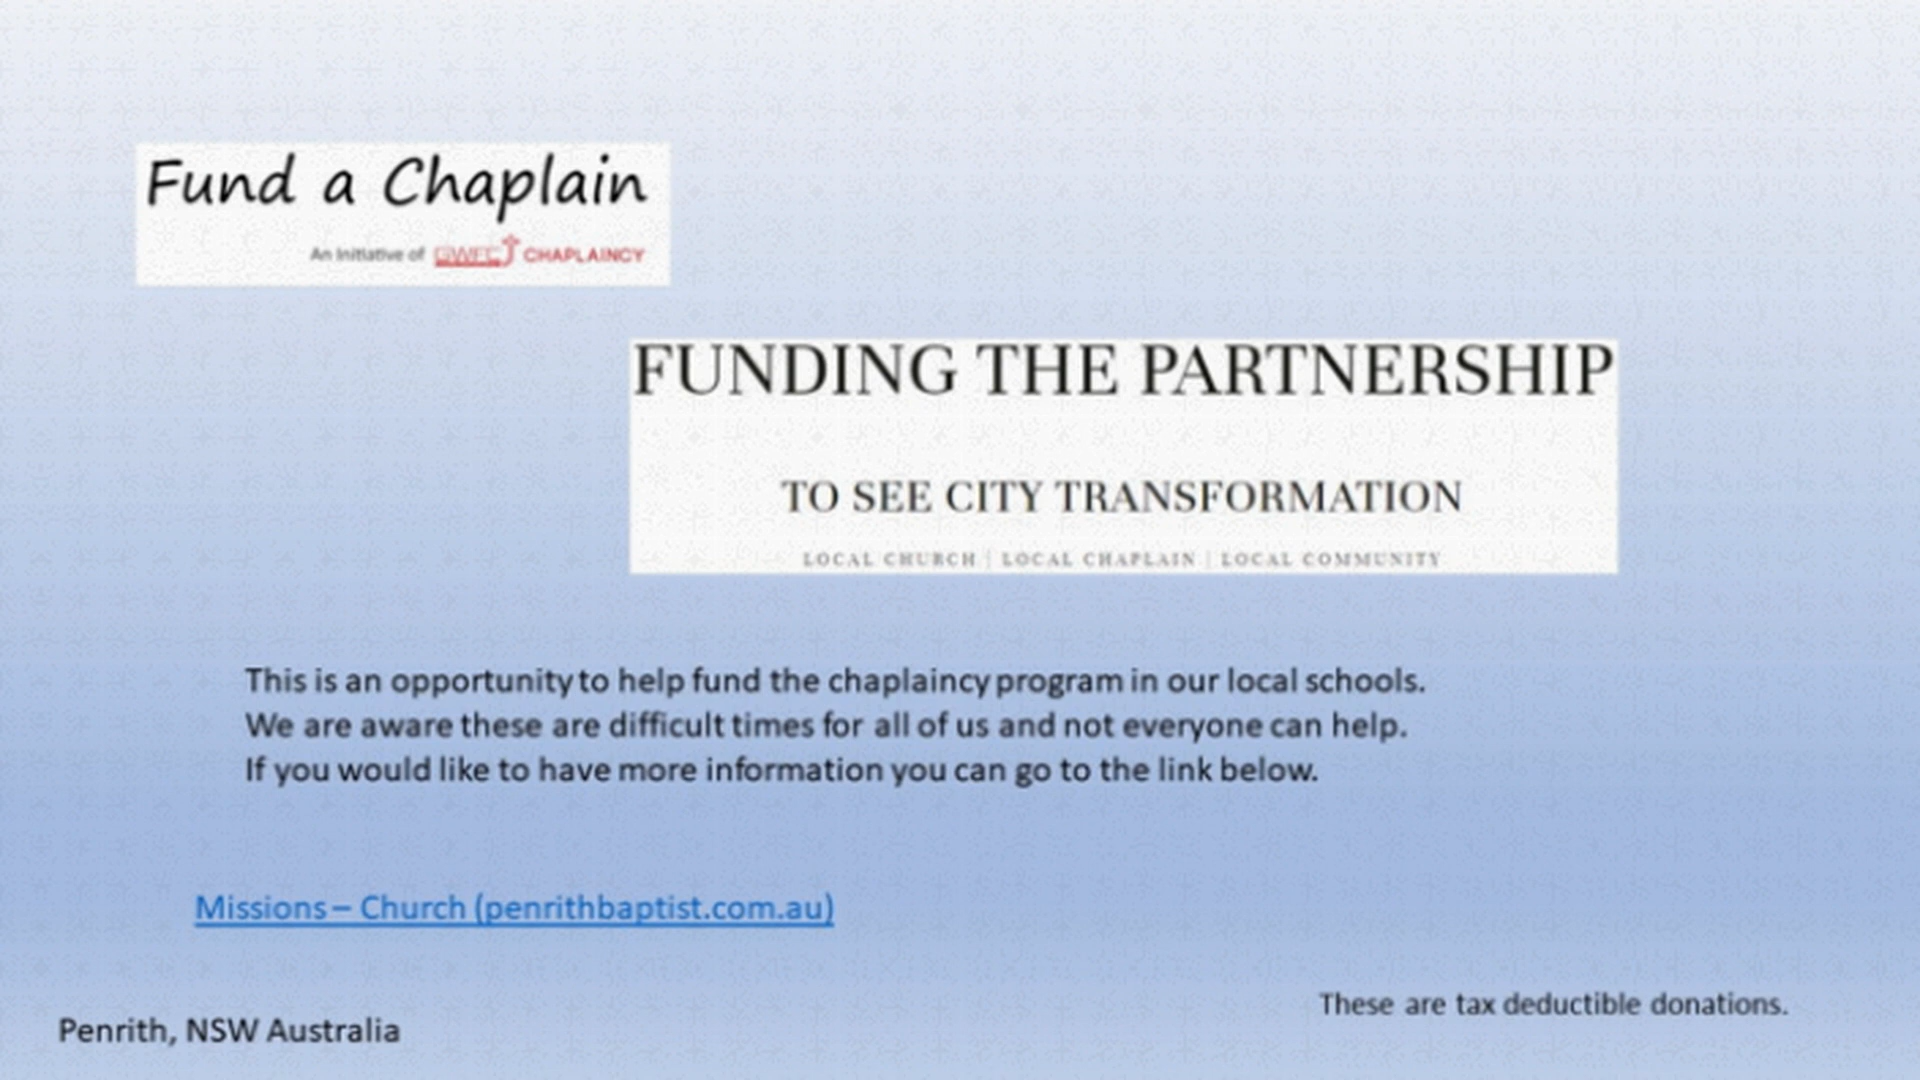 Fund a Chaplain
An Initiative of GWFC CHAPLAINCY
FUNDING THE PARTNERSHIP
TO SEE CITY TRANSFORMATION
LOCAL CHURCH | LOCAL CHAPLAIN | LOCAL COMMUNITY
This is an opportunity to help fund the chaplaincy program in our local schools.
We are aware these are difficult times for all of us and not everyone can help.
If you would like to have more information you can go to the link below.
Missions – Church (penrithbaptist.com.au)
These are tax deductible donations.
Penrith, NSW Australia